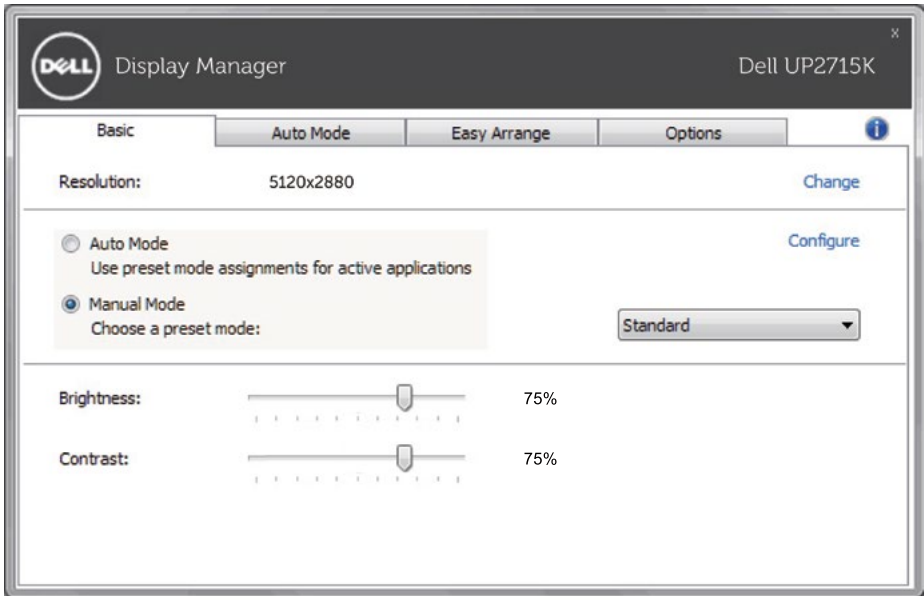 X
DELL Display Manager Dell UP2715K
Basic Auto Mode Easy Arrange Options i
Resolution: 5120x2880 Change
Auto Mode Configure
Use preset mode assignments for active applications
Manual Mode
Choose a preset mode: Standard
Brightness: 75%
Contrast: 75%